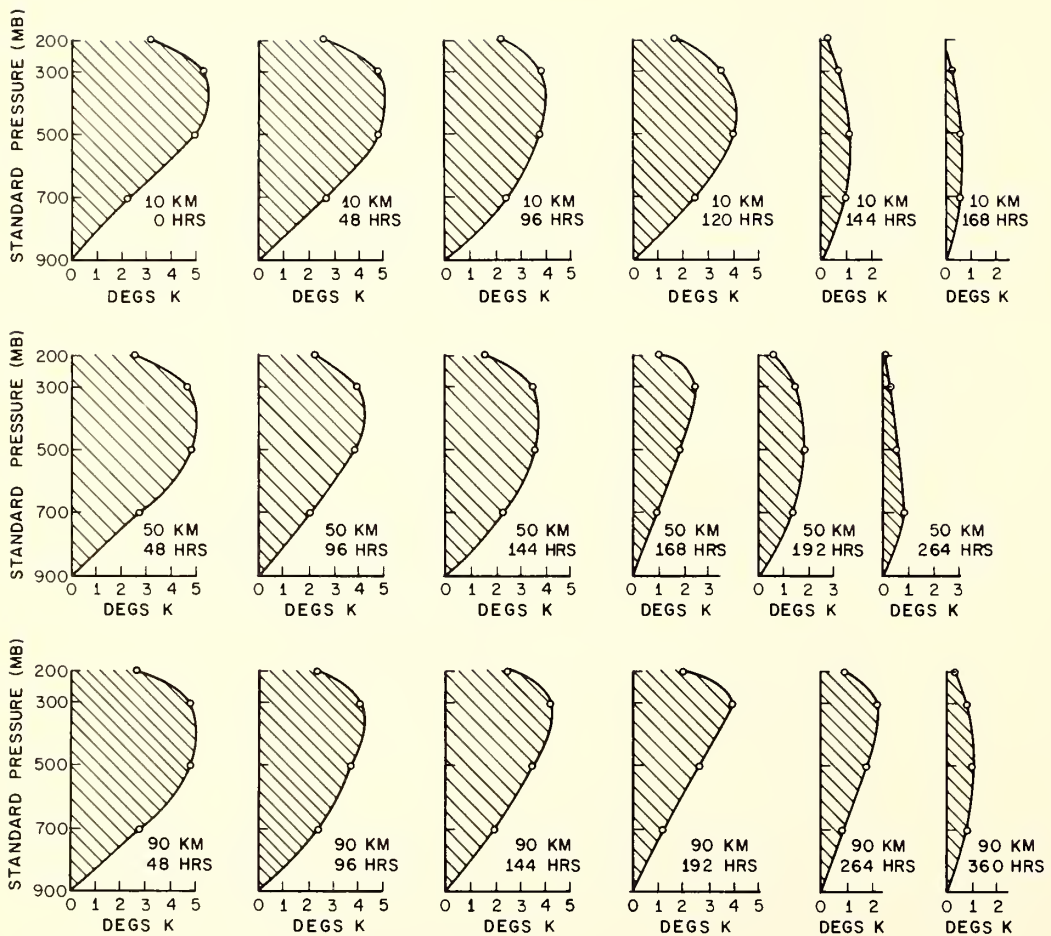 STANDARD PRESSURE (MB)
200
300
500
700
900
10 KM
0 HRS
0 1 2 3 4 5
DEGS K
10 KM
48 HRS
0 1 2 3 4 5
DEGS K
10 KM
96 HRS
0 1 2 3 4 5
DEGS K
10 KM
120 HRS
0 1 2 3 4 5
DEGS K
10 KM
144 HRS
0 1 2
DEGS K
10 KM
168 HRS
0 1 2
DEGS K
STANDARD PRESSURE (MB)
200
300
500
700
900
50 KM
48 HRS
0 1 2 3 4 5
DEGS K
50 KM
96 HRS
0 1 2 3 4 5
DEGS K
50 KM
144 HRS
0 1 2 3 4 5
DEGS K
50 KM
168 HRS
0 1 2 3
DEGS K
50 KM
192 HRS
0 1 2 3
DEGS K
50 KM
264 HRS
0 1 2 3
DEGS K
STANDARD PRESSURE (MB)
200
300
500
700
900
90 KM
48 HRS
0 1 2 3 4 5
DEGS K
90 KM
96 HRS
0 1 2 3 4 5
DEGS K
90 KM
144 HRS
0 1 2 3 4 5
DEGS K
90 KM
192 HRS
0 1 2 3 4 5
DEGS K
90 KM
264 HRS
0 1 2
DEGS K
90 KM
360 HRS
0 1 2
DEGS K